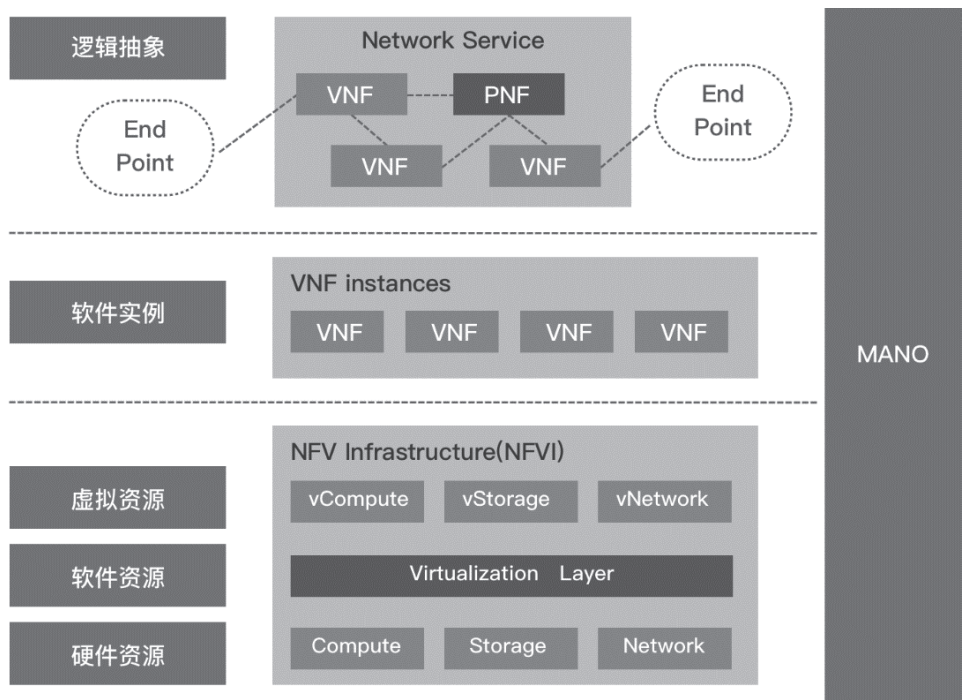 逻辑抽象
Network Service
VNF
PNF
End
Point
End
Point
VNF
VNF
软件实例
VNF instances
VNF
VNF
VNF
VNF
MANO
NFV Infrastructure(NFVI)
虚拟资源
vCompute
vStorage
vNetwork
软件资源
Virtualization Layer
硬件资源
Compute
Storage
Network